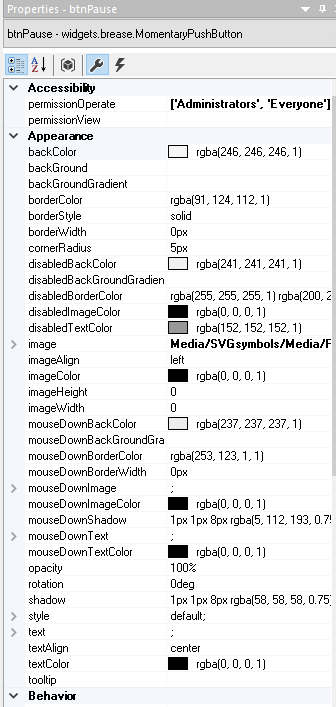 Properties - btnPause
btnPause - widgets.brease.MomentaryPushButton
A Z
Accessibility
permissionOperate ['Administrators', 'Everyone']
permissionView
Appearance
backColor rgba(246, 246, 246, 1)
backGround
backGroundGradient
borderColor rgba(91, 124, 112, 1)
borderStyle solid
borderWidth 0px
cornerRadius 5px
disabledBackColor rgba(241, 241, 241, 1)
disabledBackGroundGradien
disabledBorderColor rgba(255, 255, 255, 1) rgba(200, 2
disabledImageColor rgba(0, 0, 0, 1)
disabledTextColor rgba(152, 152, 152, 1)
image Media/SVGsymbols/Media/F
imageAlign left
imageColor rgba(0, 0, 0, 1)
imageHeight 0
imageWidth 0
mouseDownBackColor rgba(237, 237, 237, 1)
mouseDownBackGroundGra
mouseDownBorderColor rgba(253, 123, 1, 1)
mouseDownBorderWidth 0px
mouseDownImage ;
mouseDownImageColor rgba(0, 0, 0, 1)
mouseDownShadow 1px 1px 8px rgba(5, 112, 193, 0.75
mouseDownText ;
mouseDownTextColor rgba(0, 0, 0, 1)
opacity 100%
rotation 0deg
shadow 1px 1px 8px rgba(58, 58, 58, 0.75)
style default;
text ;
textAlign center
textColor rgba(0, 0, 0, 1)
tooltip
Behavior